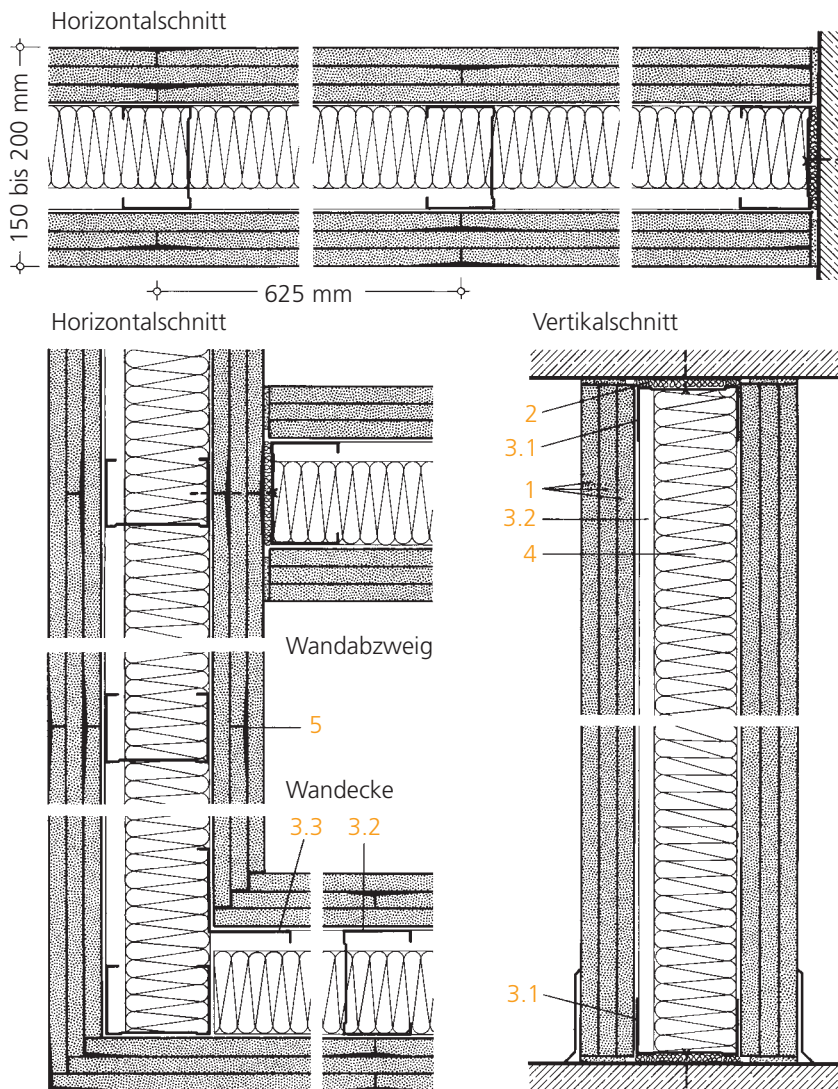 Horizontalschnitt
150 bis 200 mm
625 mm
Horizontalschnitt
Vertikalschnitt
2
3.1
1
3.2
4
Wandabzweig
5
Wandecke
3.3 3.2
3.1